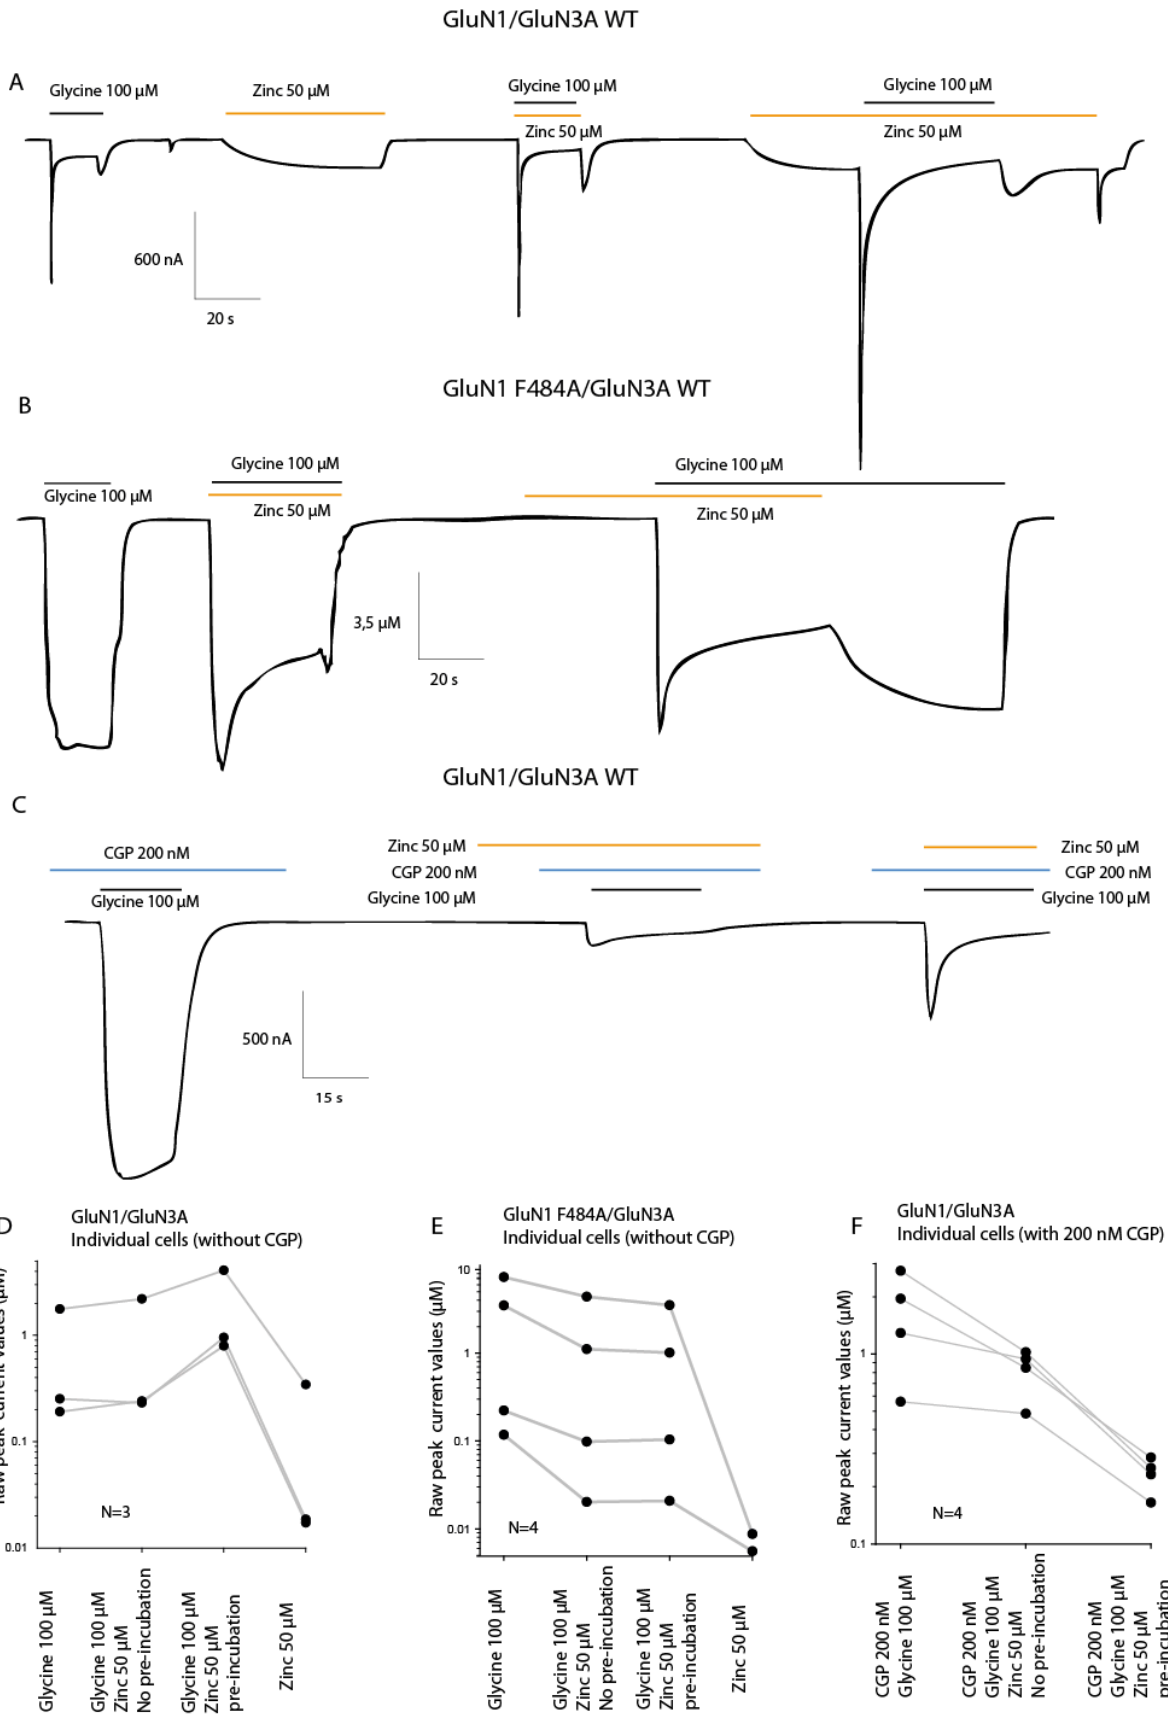 GluN1/GluN3A WT
A
Glycine 100 µM
Zinc 50 µM
Glycine 100 µM
Zinc 50 µM
Glycine 100 µM
Zinc 50 µM
600 nA
20 s
GluN1 F484A/GluN3A WT
B
Glycine 100 µM
Glycine 100 µM
Zinc 50 µM
Glycine 100 µM
Zinc 50 µM
3,5 µM
20 s
GluN1/GluN3A WT
C
CGP 200 nM
Glycine 100 µM
Zinc 50 µM
CGP 200 nM
Glycine 100 µM
Zinc 50 µM
CGP 200 nM
Glycine 100 µM
500 nA
15 s
D
GluN1/GluN3A
Individual cells (without CGP)
Raw peak current values (µM)
1
0.1
0.01
N=3
Glycine 100 µM
Glycine 100 µM
Zinc 50 µM
No pre-incubation
Glycine 100 µM
Zinc 50 µM
pre-incubation
Zinc 50 µM
E
GluN1 F484A/GluN3A
Individual cells (without CGP)
Raw peak current values (µM)
10
1
0.1
0.01
N=4
Glycine 100 µM
Glycine 100 µM
Zinc 50 µM
No pre-incubation
Glycine 100 µM
Zinc 50 µM
pre-incubation
Zinc 50 µM
F
GluN1/GluN3A
Individual cells (with 200 nM CGP)
Raw peak current values (µM)
1
0.1
N=4
CGP 200 nM
Glycine 100 µM
CGP 200 nM
Glycine 100 µM
Zinc 50 µM
No pre-incubation
CGP 200 nM
Glycine 100 µM
Zinc 50 µM
pre-incubation